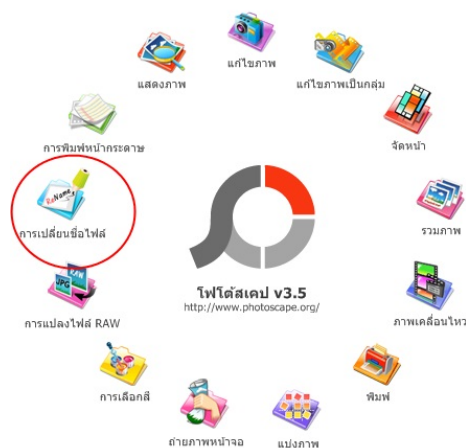 แก้ไขภาพ
แสดงภาพ
แก้ไขภาพเป็นกลุ่ม
การพิมพ์หน้ากระดาษ
จัดหน้า
ReName
การเปลี่ยนชื่อไฟล์
รวมภาพ
RAW
JPG
การแปลงไฟล์ RAW
โฟโต้สเคป v3.5
http://www.photoscape.org/
ภาพเคลื่อนไหว
การเลือกสี
พิมพ์
ถ่ายภาพหน้าจอ
แบ่งภาพ